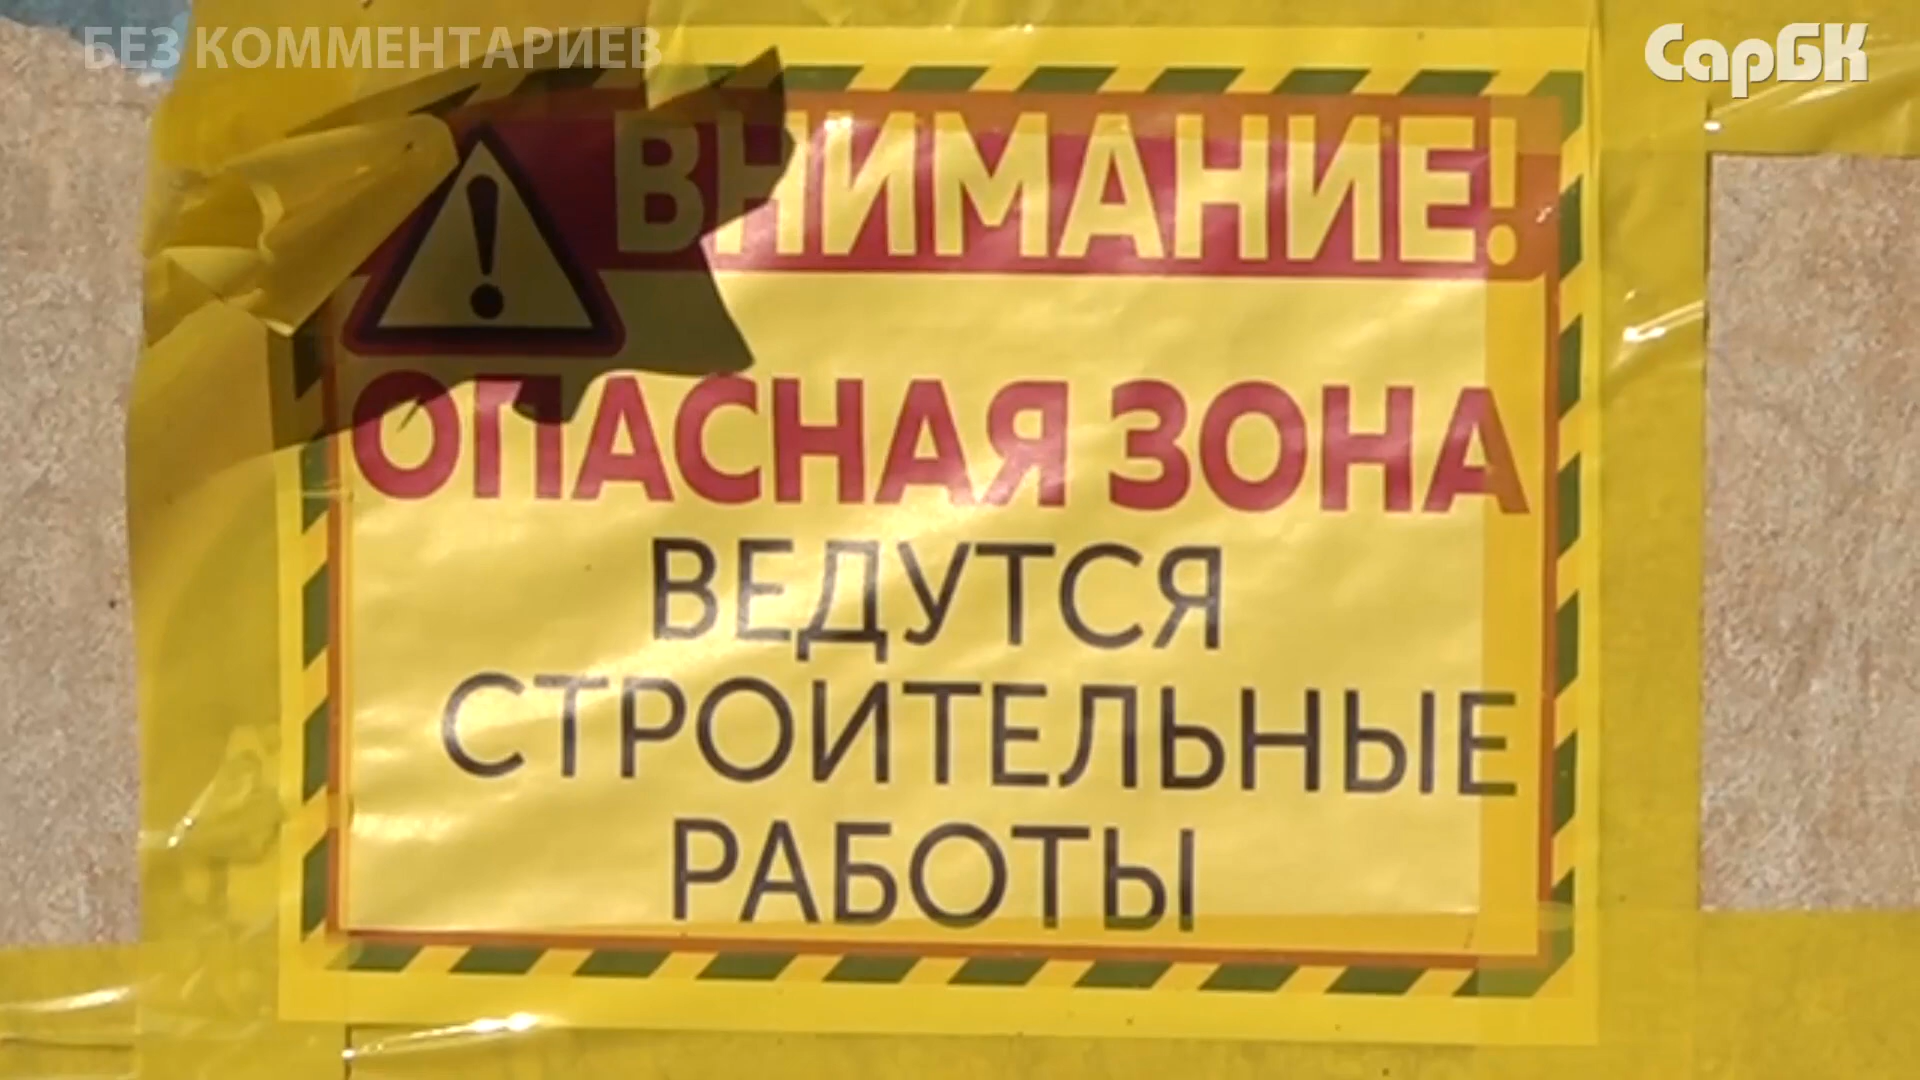 БЕЗ КОММЕНТАРИЕВ
СарБК
ВНИМАНИЕ!
ОПАСНАЯ ЗОНА
ВЕДУТСЯ
СТРОИТЕЛЬНЫЕ
РАБОТЫ